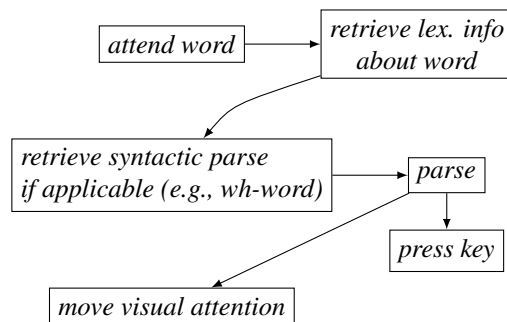 attend word
retrieve lex. info
about word
retrieve syntactic parse
if applicable (e.g., wh-word)
parse
press key
move visual attention